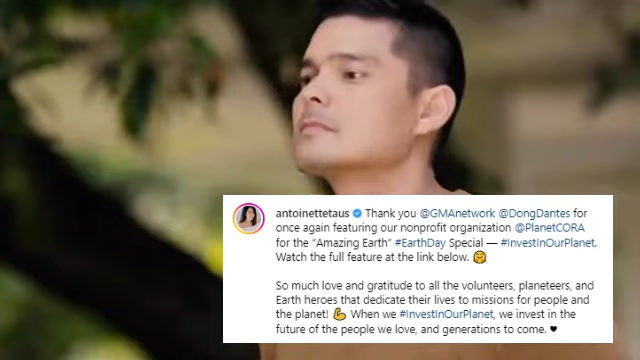 antoinettetaus Thank you @GMAnetwork @DongDantes for
once again featuring our nonprofit organization @PlanetCORA
for the “Amazing Earth” #EarthDay Special — #InvestInOurPlanet.
Watch the full feature at the link below. 🤗
So much love and gratitude to all the volunteers, planeteers, and
Earth heroes that dedicate their lives to missions for people and
the planet! 💪 When we #InvestInOurPlanet, we invest in the
future of the people we love, and generations to come. ♥